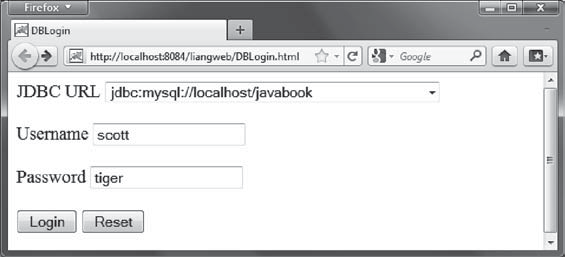 Firefox
DBLogin
http://localhost:8084/liangweb/DBLogin.html
Google
JDBC URL jdbc:mysql://localhost/javabook
Username scott
Password tiger
Login Reset